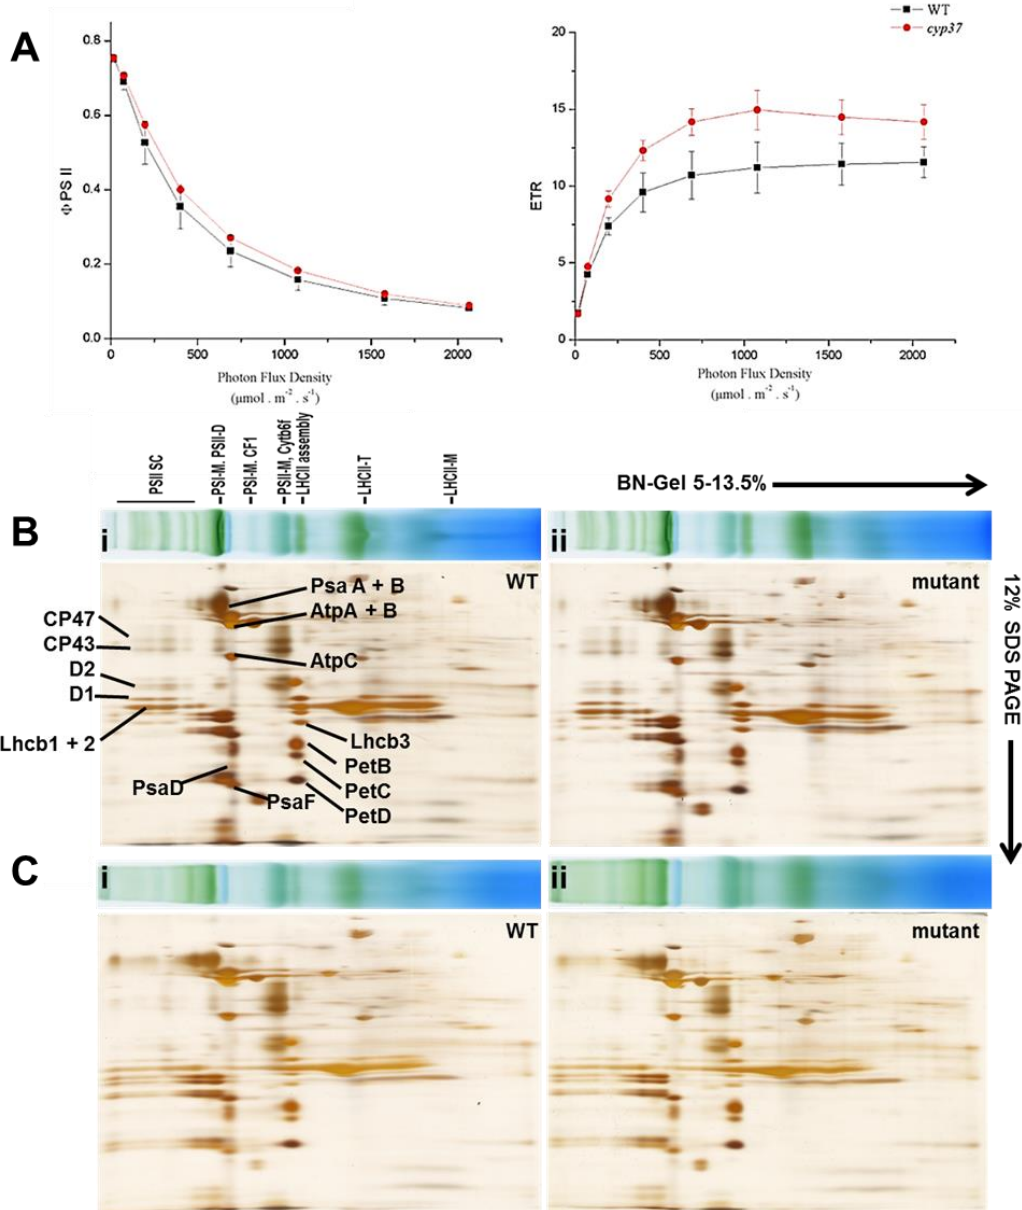 A
0.8
0.6
0.4
0.2
0.0
Φ PS II
0 500 1000 1500 2000
Photon Flux Density
(µmol . m⁻² . s⁻¹)
WT
cyp37
20
15
10
5
0
ETR
0 500 1000 1500 2000
Photon Flux Density
(µmol . m⁻² . s⁻¹)
PSII SC
PSI-M. PSII-D
PSI-M. CF1
PSII-M, Cytb6f
LHCII assembly
LHCII-T
LHCII-M
BN-Gel 5-13.5%
B
i
ii
WT
mutant
Psa A + B
AtpA + B
CP47
CP43
AtpC
D2
D1
Lhcb1 + 2
Lhcb3
PetB
PsaD
PsaF
PetC
PetD
12% SDS PAGE
C
i
ii
WT
mutant